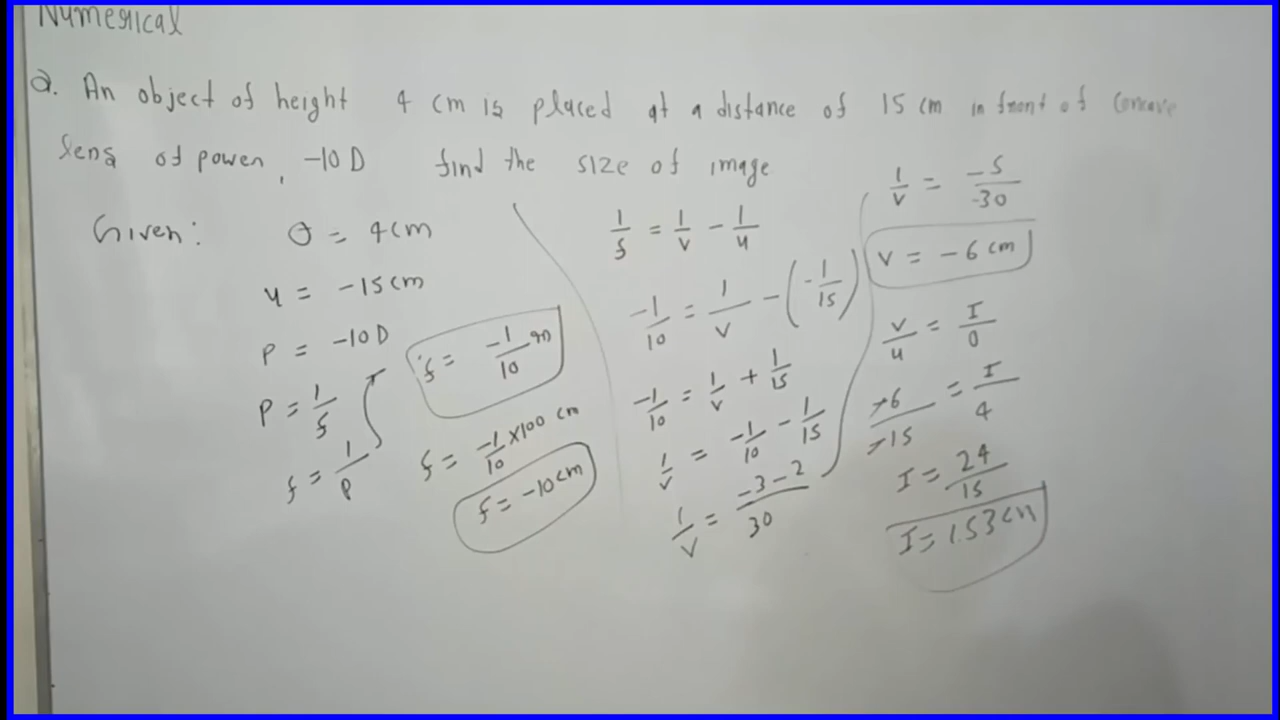 Numerical
Q. An object of height 4 cm is placed at a distance of 15 cm in front of concave
lens of power, -10 D find the size of image
Given: O = 4cm
u = -15cm
P = -10D
P = 1/f
f = 1/P
f = -1/10 m
f = -1/10 ×100 cm
f = -10cm
1/f = 1/v - 1/u
-1/10 = 1/v - (-1/15)
-1/10 = 1/v + 1/15
1/v = -1/10 - 1/15
1/v = -3-2/30
1/v = -5/30
v = -6 cm
v/u = I/O
-6/-15 = I/4
I = 24/15
I = 1.53cm